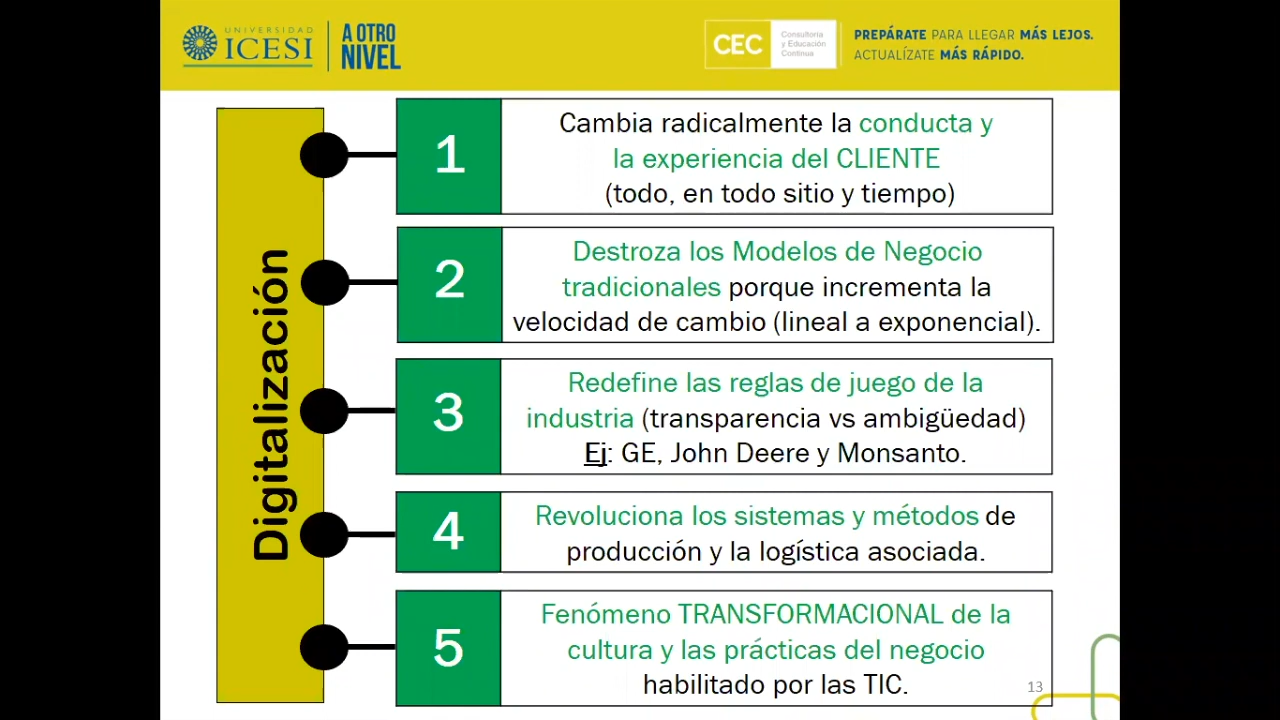 UNIVERSIDAD
ICESI
A OTRO
NIVEL
CEC
Consultoría
y Educación
Continua
PREPÁRATE PARA LLEGAR MÁS LEJOS.
ACTUALÍZATE MÁS RÁPIDO.
Digitalización
1
Cambia radicalmente la conducta y
la experiencia del CLIENTE
(todo, en todo sitio y tiempo)
2
Destroza los Modelos de Negocio
tradicionales porque incrementa la
velocidad de cambio (lineal a exponencial).
3
Redefine las reglas de juego de la
industria (transparencia vs ambigüedad)
Ej: GE, John Deere y Monsanto.
4
Revoluciona los sistemas y métodos de
producción y la logística asociada.
5
Fenómeno TRANSFORMACIONAL de la
cultura y las prácticas del negocio
habilitado por las TIC.
13